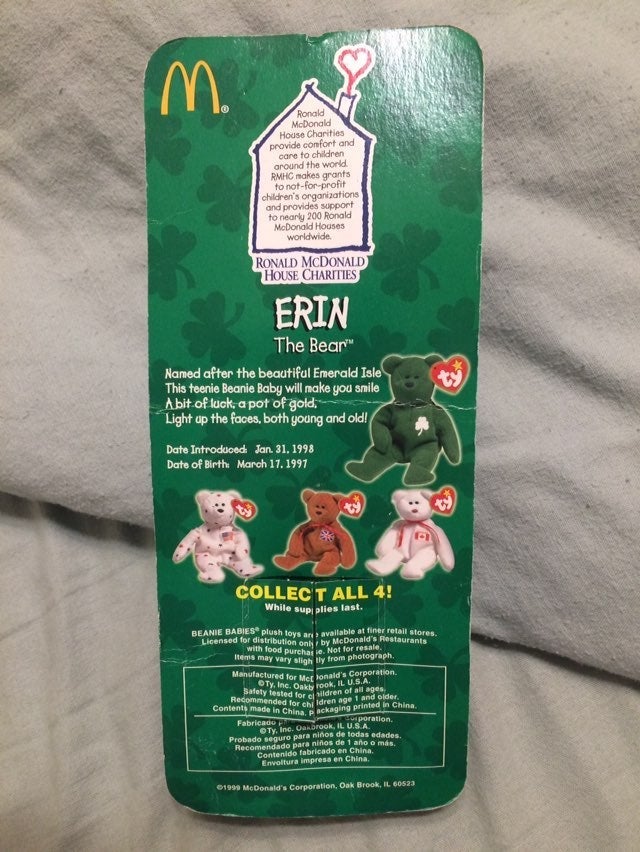 M®
Ronald
McDonald
House Charities
provide comfort and
care to children
around the world.
RMHC makes grants
to not-for-profit
children's organizations
and provides support
to nearly 200 Ronald
McDonald Houses
worldwide.
RONALD MCDONALD
HOUSE CHARITIES
ERIN
The Bear™
Named after the beautiful Emerald Isle
This teenie Beanie Baby will make you smile
A bit of luck, a pot of gold,
Light up the faces, both young and old!
ty
Date Introduced: Jan. 31, 1998
Date of Birth: March 17, 1997
ty
ty
ty
COLLECT ALL 4!
While supplies last.
BEANIE BABIES® plush toys are available at finer retail stores.
Licensed for distribution only by McDonald's Restaurants
with food purchase. Not for resale.
Items may vary slightly from photograph.
Manufactured for McDonald's Corporation.
©Ty, Inc. Oakbrook, IL U.S.A.
Safety tested for children of all ages.
Recommended for children age 1 and older.
Contents made in China. Packaging printed in China.
Fabricado Corporation.
©Ty, Inc. Oakbrook, IL U.S.A.
Probado seguro para niños de todas edades.
Recomendado para niños de 1 año o más.
Contenido fabricado en China.
Envoltura impresa en China.
©1999 McDonald's Corporation, Oak Brook, IL 60523